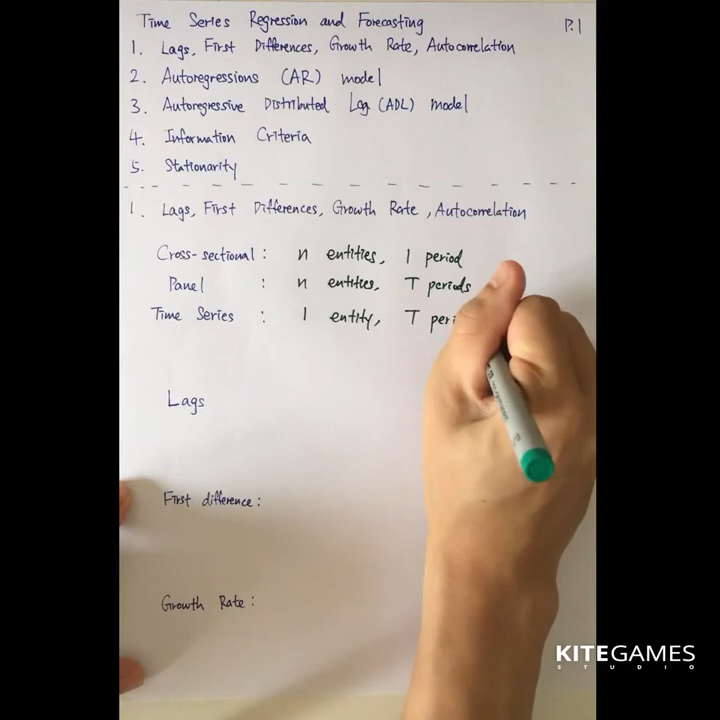 Time Series Regression and Forecasting P.1
1. Lags, First Differences, Growth Rate, Autocorrelation
2. Autoregressions (AR) model
3. Autoregressive Distributed Lag (ADL) model
4. Information Criteria
5. Stationarity
1. Lags, First Differences, Growth Rate, Autocorrelation
Cross-sectional : n entities, 1 period
Panel : n entities, T periods
Time Series : 1 entity, T peri
Lags
First difference :
Growth Rate :
KITEGAMES
STUDIO